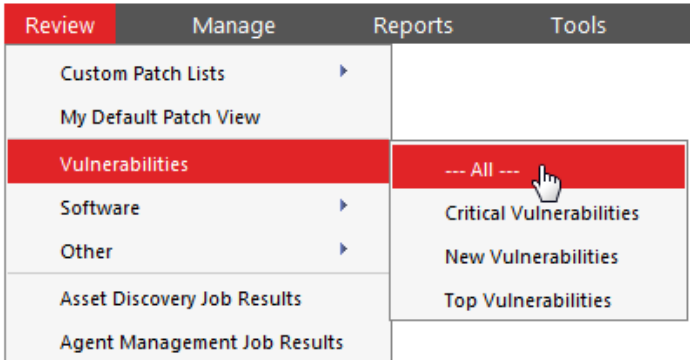 Review Manage Reports Tools
Custom Patch Lists
My Default Patch View
Vulnerabilities
Software
Other
Asset Discovery Job Results
Agent Management Job Results
--- All ---
Critical Vulnerabilities
New Vulnerabilities
Top Vulnerabilities